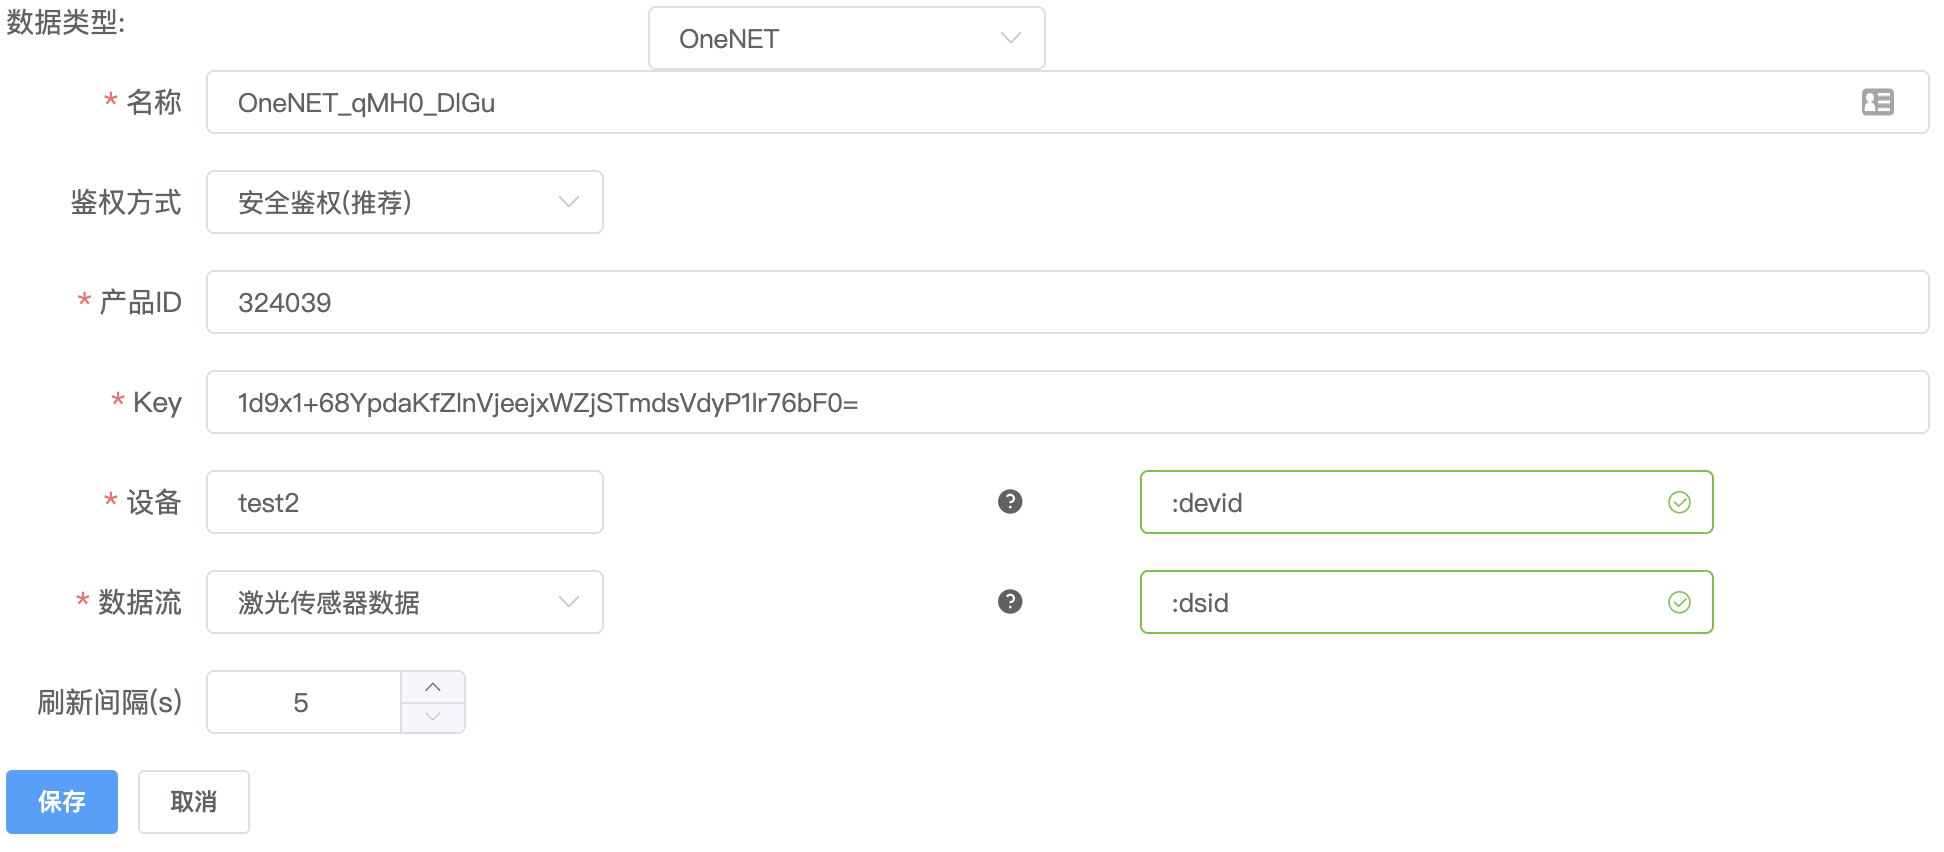 数据类型: OneNET
* 名称 OneNET_qMH0_DlGu
鉴权方式 安全鉴权(推荐)
* 产品ID 324039
* Key 1d9x1+68YpdaKfZlnVjeejxWZjSTmdsVdyP1lr76bF0=
* 设备 test2 ? :devid
* 数据流 激光传感器数据 ? :dsid
刷新间隔(s) 5
保存 取消